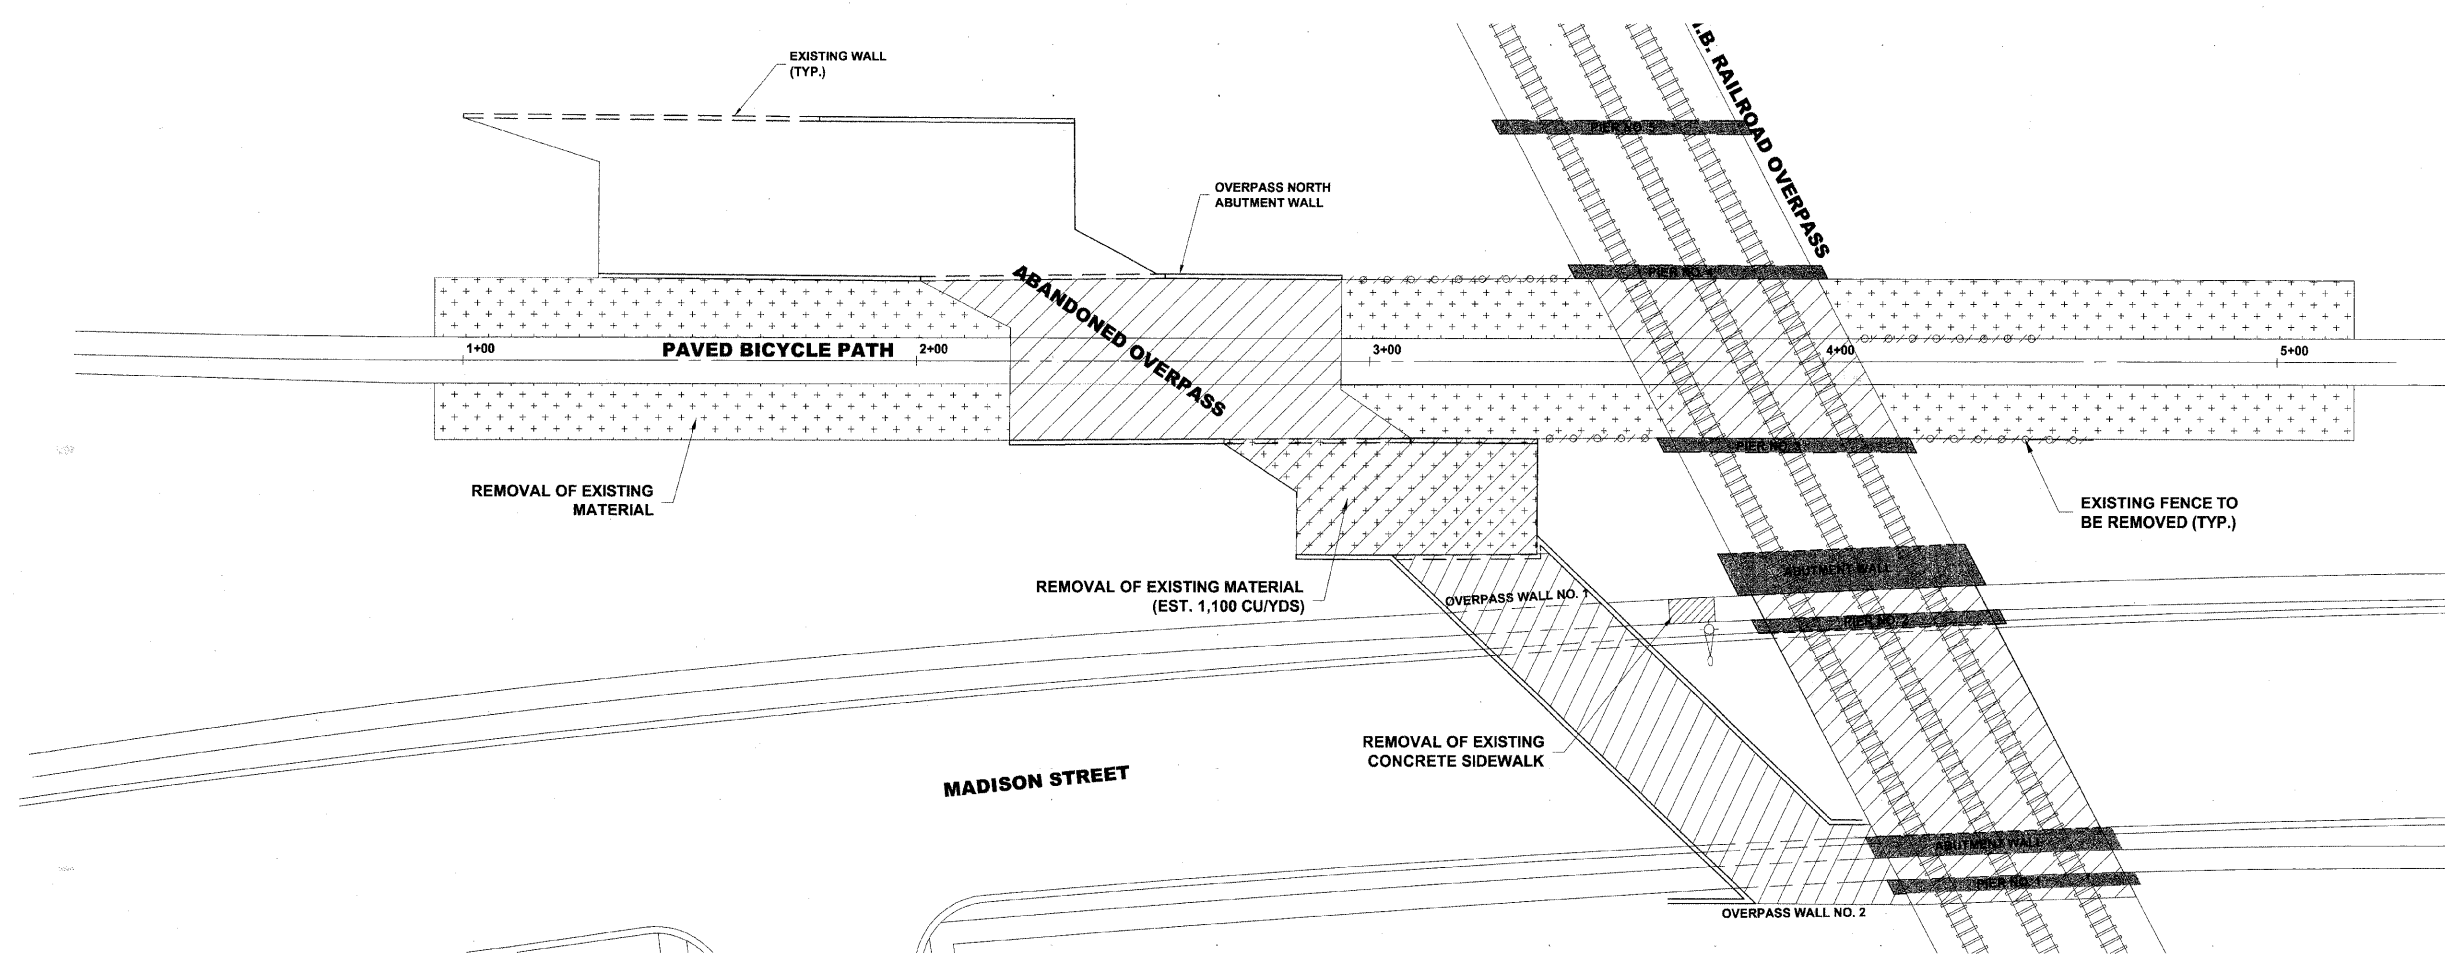 EXISTING WALL
(TYP.)
.B. RAILROAD OVERPASS
PIER NO. 5
OVERPASS NORTH
ABUTMENT WALL
PIER NO. 4
ABANDONED OVERPASS
1+00
PAVED BICYCLE PATH
2+00
3+00
4+00
5+00
PIER NO. 3
REMOVAL OF EXISTING
MATERIAL
EXISTING FENCE TO
BE REMOVED (TYP.)
ABUTMENT WALL
REMOVAL OF EXISTING MATERIAL
(EST. 1,100 CU/YDS)
OVERPASS WALL NO. 1
PIER NO. 2
REMOVAL OF EXISTING
CONCRETE SIDEWALK
MADISON STREET
ABUTMENT WALL
PIER NO. 1
OVERPASS WALL NO. 2